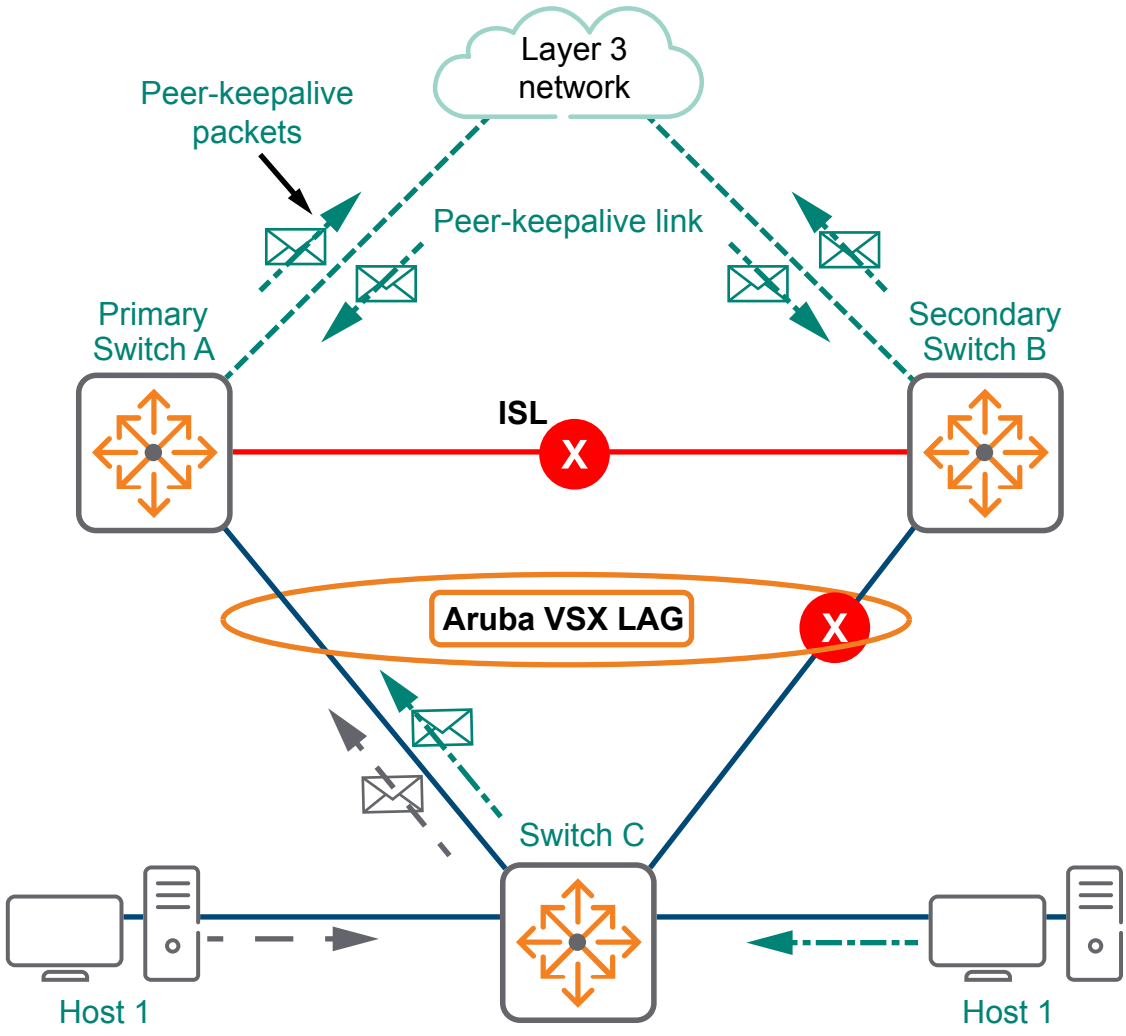 Layer 3
network
Peer-keepalive
packets
Peer-keepalive link
Primary
Switch A
Secondary
Switch B
ISL
X
Aruba VSX LAG
X
Switch C
Host 1
Host 1